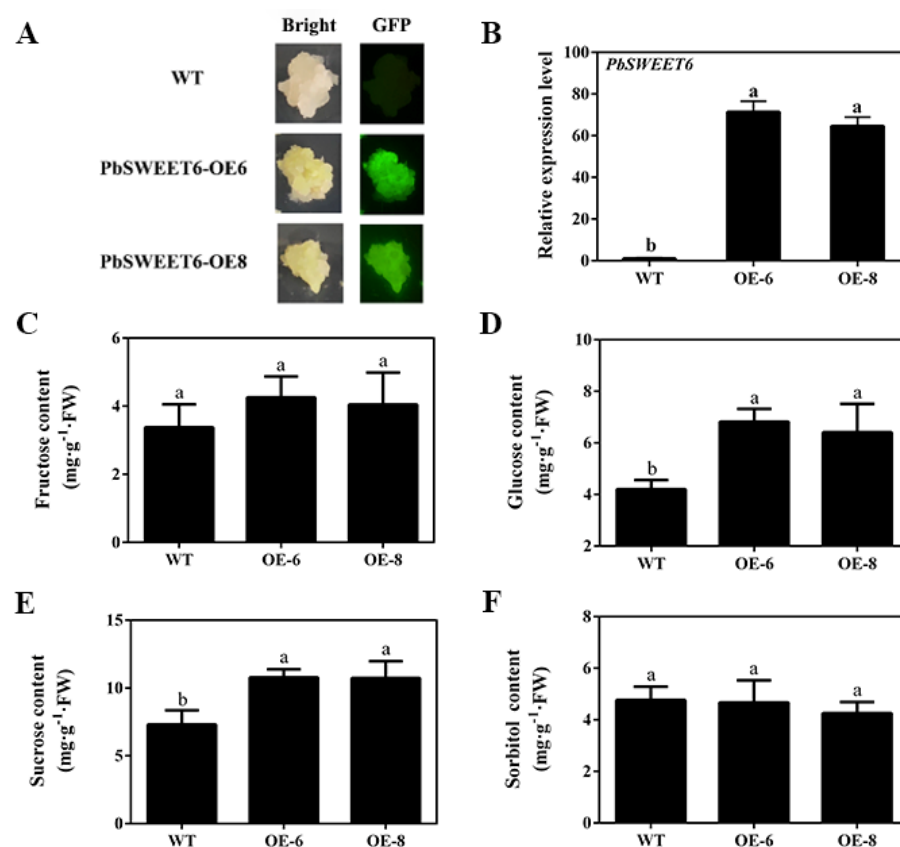 A
Bright GFP
WT
PbSWEET6-OE6
PbSWEET6-OE8
B
PbSWEET6
Relative expression level
100
80
60
40
20
0
a
a
b
WT OE-6 OE-8
C
Fructose content
(mg·g⁻¹·FW)
6
4
2
0
a
a
a
WT OE-6 OE-8
D
Glucose content
(mg·g⁻¹·FW)
10
8
6
4
2
b
a
a
WT OE-6 OE-8
E
Sucrose content
(mg·g⁻¹·FW)
15
10
5
0
b
a
a
WT OE-6 OE-8
F
Sorbitol content
(mg·g⁻¹·FW)
8
6
4
2
0
a
a
a
WT OE-6 OE-8